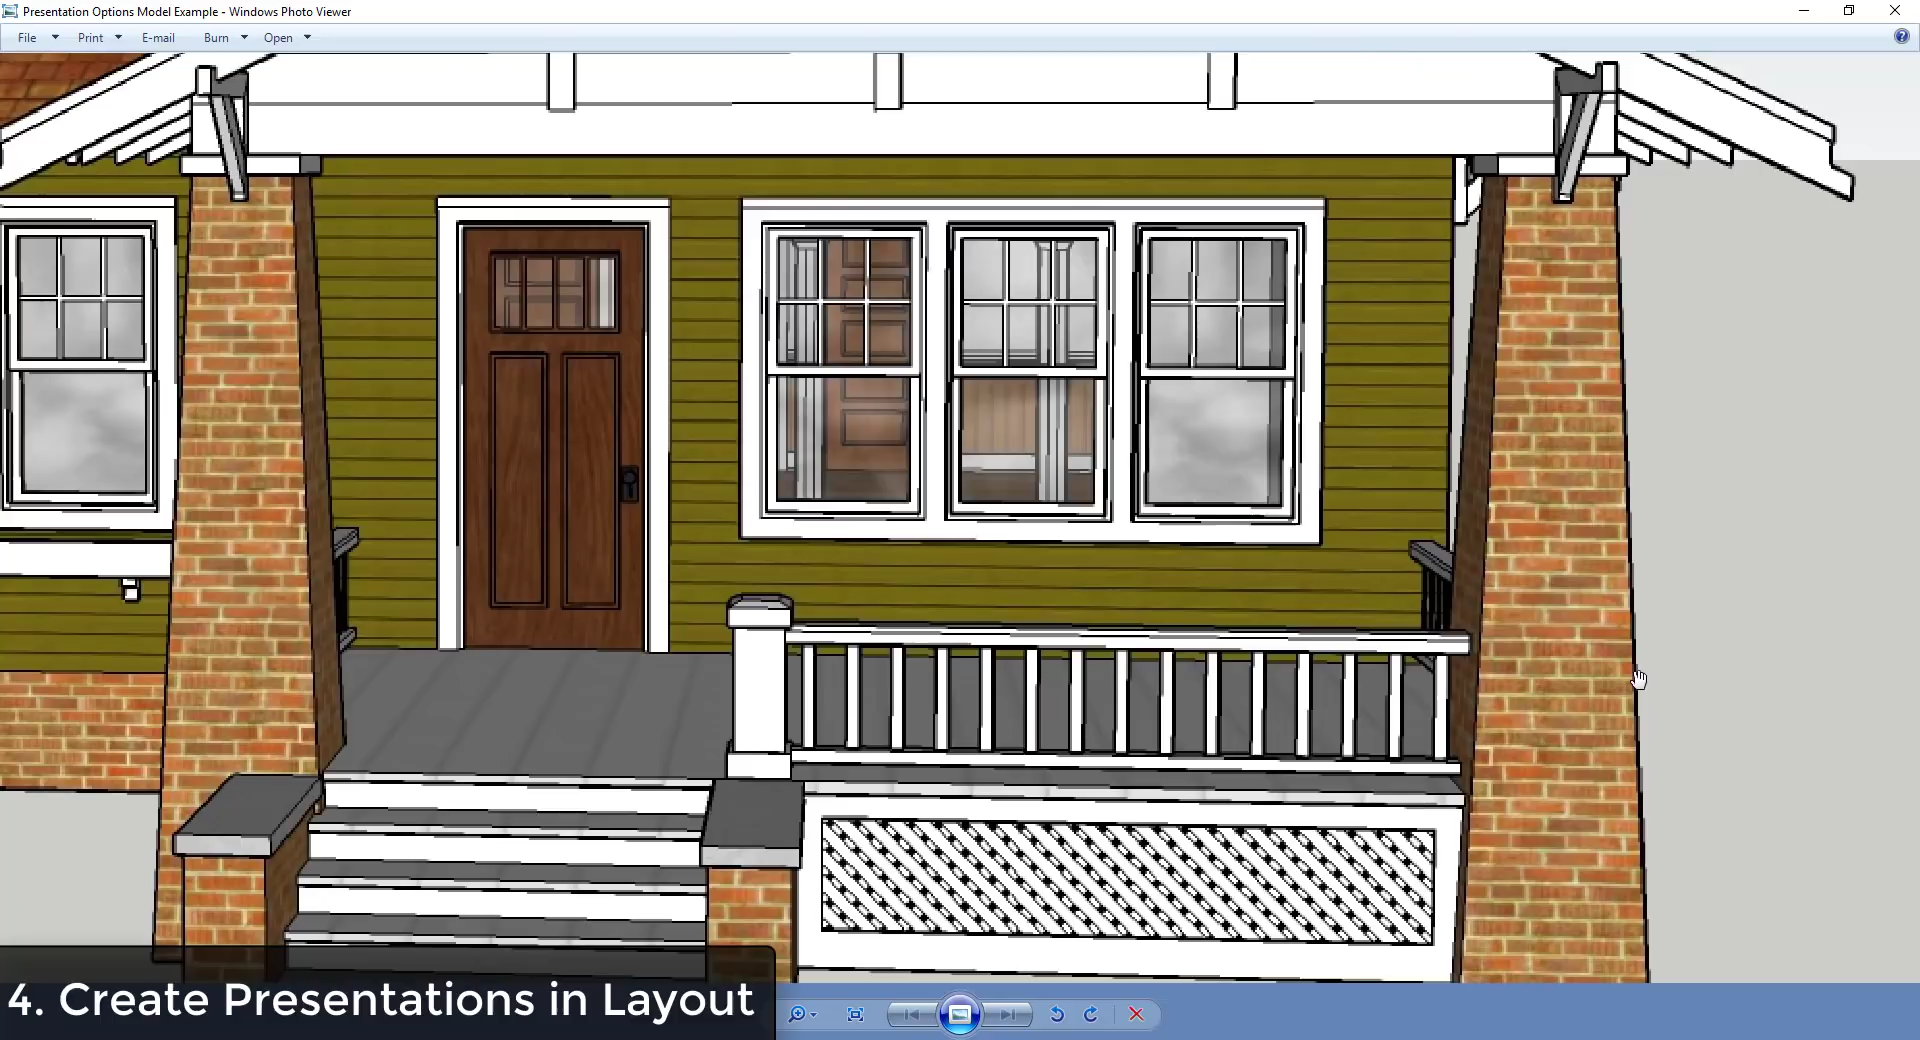 Presentation Options Model Example - Windows Photo Viewer
File Print E-mail Burn Open
4. Create Presentations in Layout